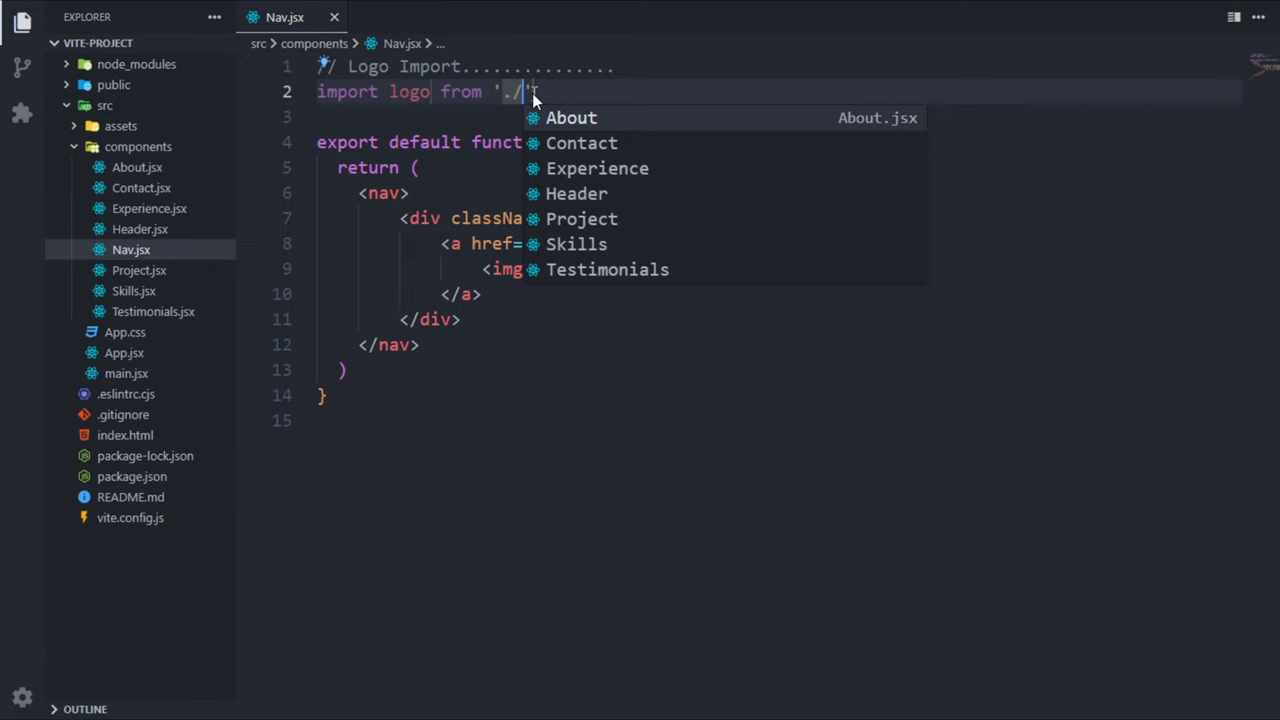 EXPLORER
VITE-PROJECT
node_modules
public
src
assets
components
About.jsx
Contact.jsx
Experience.jsx
Header.jsx
Nav.jsx
Project.jsx
Skills.jsx
Testimonials.jsx
App.css
App.jsx
main.jsx
.eslintrc.cjs
.gitignore
index.html
package-lock.json
package.json
README.md
vite.config.js
OUTLINE
Nav.jsx
src > components > Nav.jsx > ...
1 // Logo Import...............
2 import logo from './'
3
4 export default funct
5 return (
6 <nav>
7 <div classNa
8 <a href=
9 <img
10 </a>
11 </div>
12 </nav>
13 )
14 }
15
About About.jsx
Contact
Experience
Header
Project
Skills
Testimonials